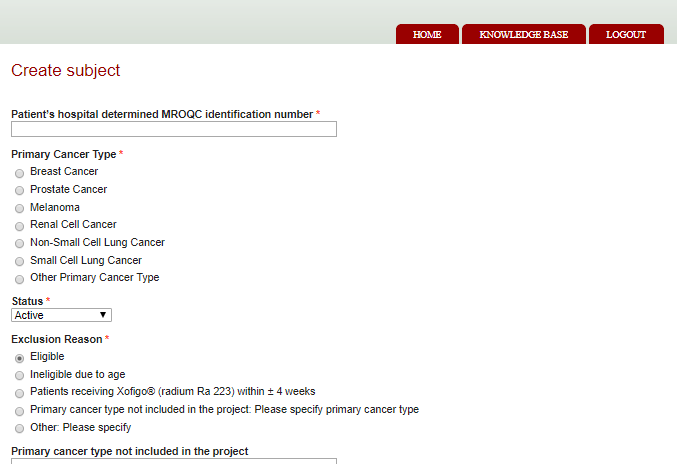 HOME KNOWLEDGE BASE LOGOUT
Create subject
Patient's hospital determined MROQC identification number *
Primary Cancer Type *
Breast Cancer
Prostate Cancer
Melanoma
Renal Cell Cancer
Non-Small Cell Lung Cancer
Small Cell Lung Cancer
Other Primary Cancer Type
Status *
Active
Exclusion Reason *
Eligible
Ineligible due to age
Patients receiving Xofigo® (radium Ra 223) within ± 4 weeks
Primary cancer type not included in the project: Please specify primary cancer type
Other: Please specify
Primary cancer type not included in the project